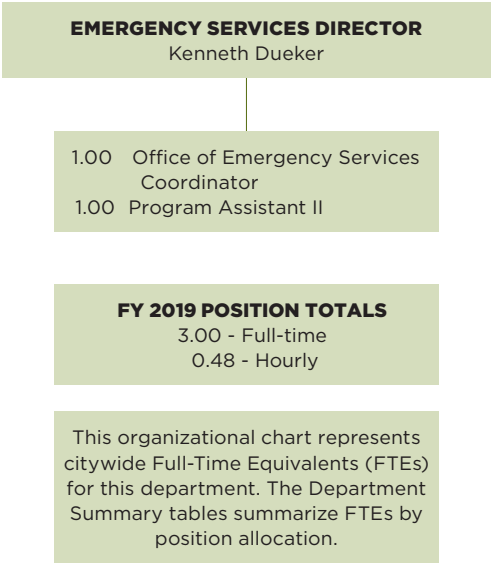 EMERGENCY SERVICES DIRECTOR
Kenneth Dueker
1.00 Office of Emergency Services
Coordinator
1.00 Program Assistant II
FY 2019 POSITION TOTALS
3.00 - Full-time
0.48 - Hourly
This organizational chart represents
citywide Full-Time Equivalents (FTEs)
for this department. The Department
Summary tables summarize FTEs by
position allocation.